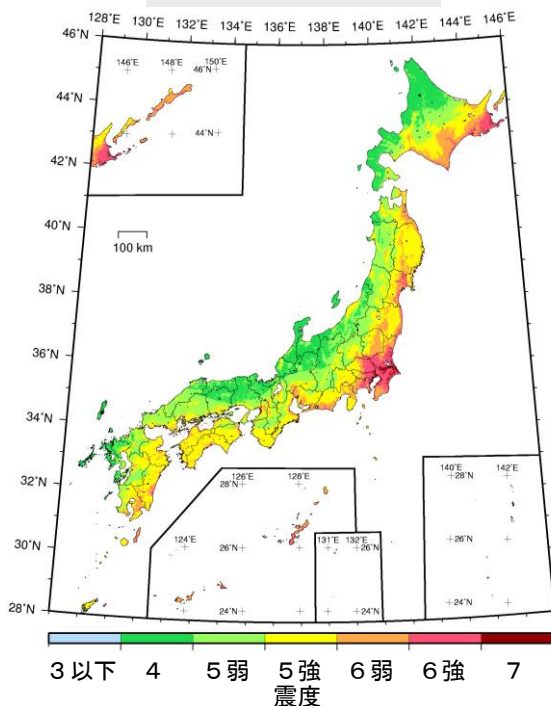 128°E 130°E 132°E 134°E 136°E 138°E 140°E 142°E 144°E 146°E
46°N
146°E 148°E 150°E
46°N
44°N
44°N
42°N
40°N
100 km
38°N
36°N
34°N
32°N
126°E 128°E
28°N
140°E 142°E
28°N
30°N
124°E
26°N
131°E 132°E
26°N
26°N
28°N
24°N
24°N
24°N
3以下 4 5弱 5強 6弱 6強 7
震度